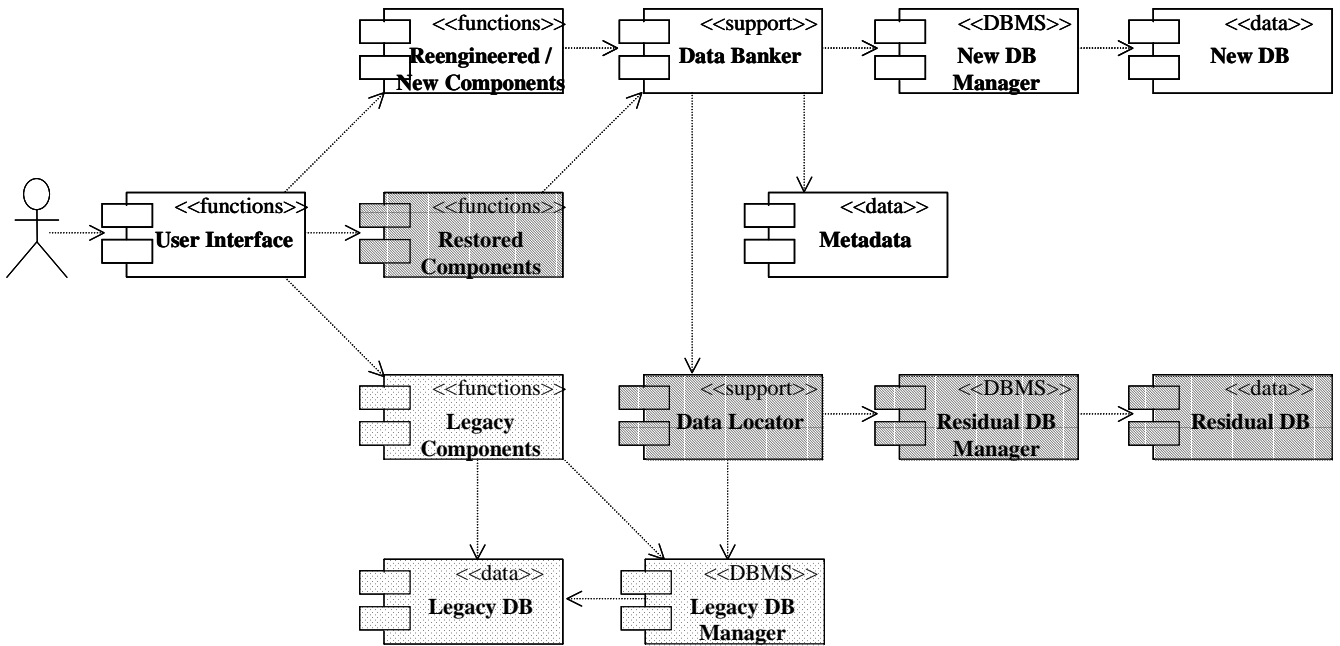 <<functions>>
Reengineered /
New Components
<<support>>
Data Banker
<<DBMS>>
New DB
Manager
<<data>>
New DB
<<functions>>
User Interface
<<functions>>
Restored
Components
<<data>>
Metadata
<<functions>>
Legacy
Components
<<support>>
Data Locator
<<DBMS>>
Residual DB
Manager
<<data>>
Residual DB
<<data>>
Legacy DB
<<DBMS>>
Legacy DB
Manager